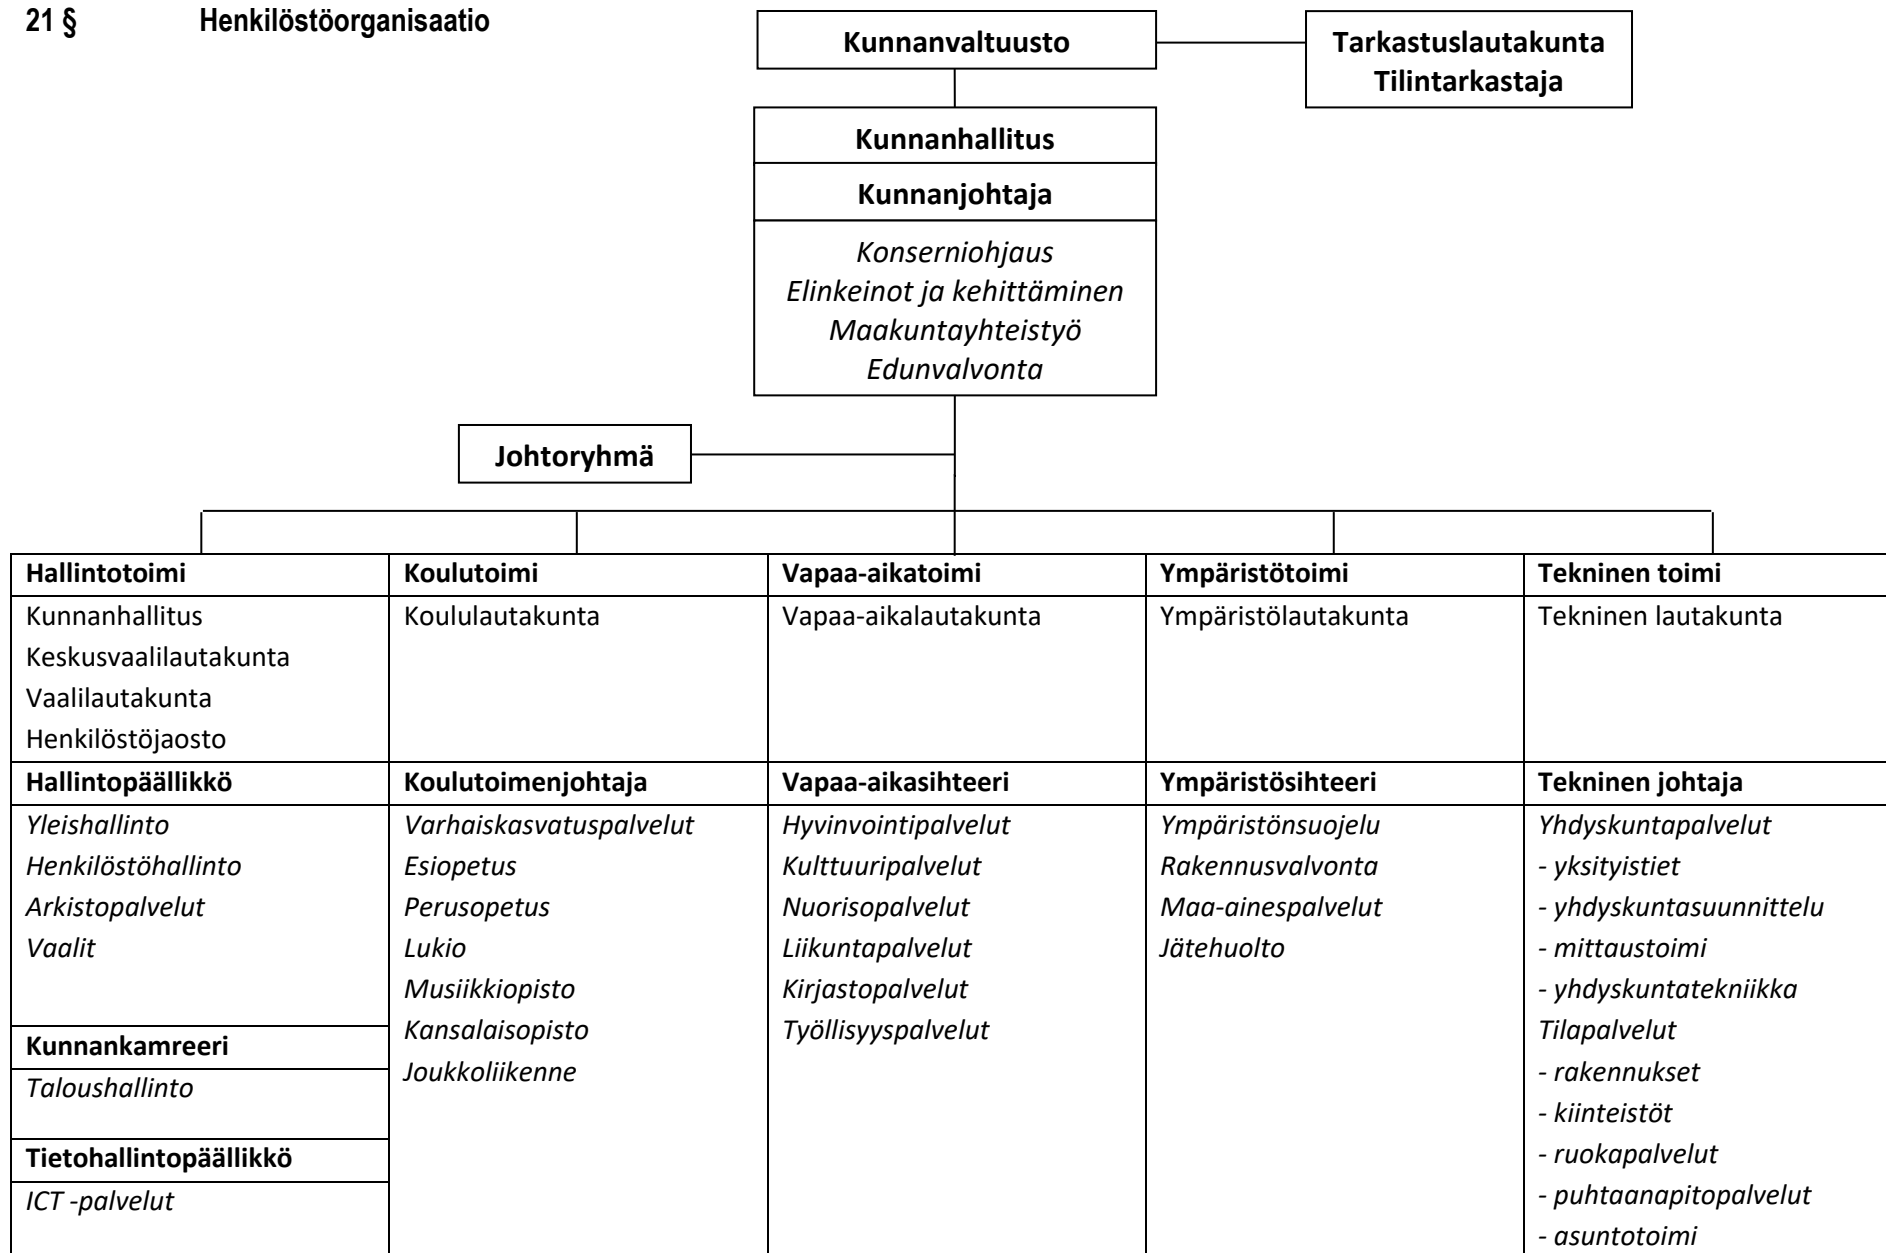 21 § Henkilöstöorganisaatio
Kunnanvaltuusto
Tarkastuslautakunta
Tilintarkastaja
Kunnanhallitus
Kunnanjohtaja
Konserniohjaus
Elinkeinot ja kehittäminen
Maakuntayhteistyö
Edunvalvonta
Johtoryhmä
Hallintotoimi
Kunnanhallitus
Keskusvaalilautakunta
Vaalilautakunta
Henkilöstöjaosto
Hallintopäällikkö
Yleishallinto
Henkilöstöhallinto
Arkistopalvelut
Vaalit
Kunnankamreeri
Taloushallinto
Tietohallintopäällikkö
ICT -palvelut
Koulutoimi
Koululautakunta
Koulutoimenjohtaja
Varhaiskasvatuspalvelut
Esiopetus
Perusopetus
Lukio
Musiikkiopisto
Kansalaisopisto
Joukkoliikenne
Vapaa-aikatoimi
Vapaa-aikalautakunta
Vapaa-aikasihteeri
Hyvinvointipalvelut
Kulttuuripalvelut
Nuorisopalvelut
Liikuntapalvelut
Kirjastopalvelut
Työllisyyspalvelut
Ympäristötoimi
Ympäristölautakunta
Ympäristösihteeri
Ympäristönsuojelu
Rakennusvalvonta
Maa-ainespalvelut
Jätehuolto
Tekninen toimi
Tekninen lautakunta
Tekninen johtaja
Yhdyskuntapalvelut
- yksityistiet
- yhdyskuntasuunnittelu
- mittaustoimi
- yhdyskuntatekniikka
Tilapalvelut
- rakennukset
- kiinteistöt
- ruokapalvelut
- puhtaanapitopalvelut
- asuntotoimi